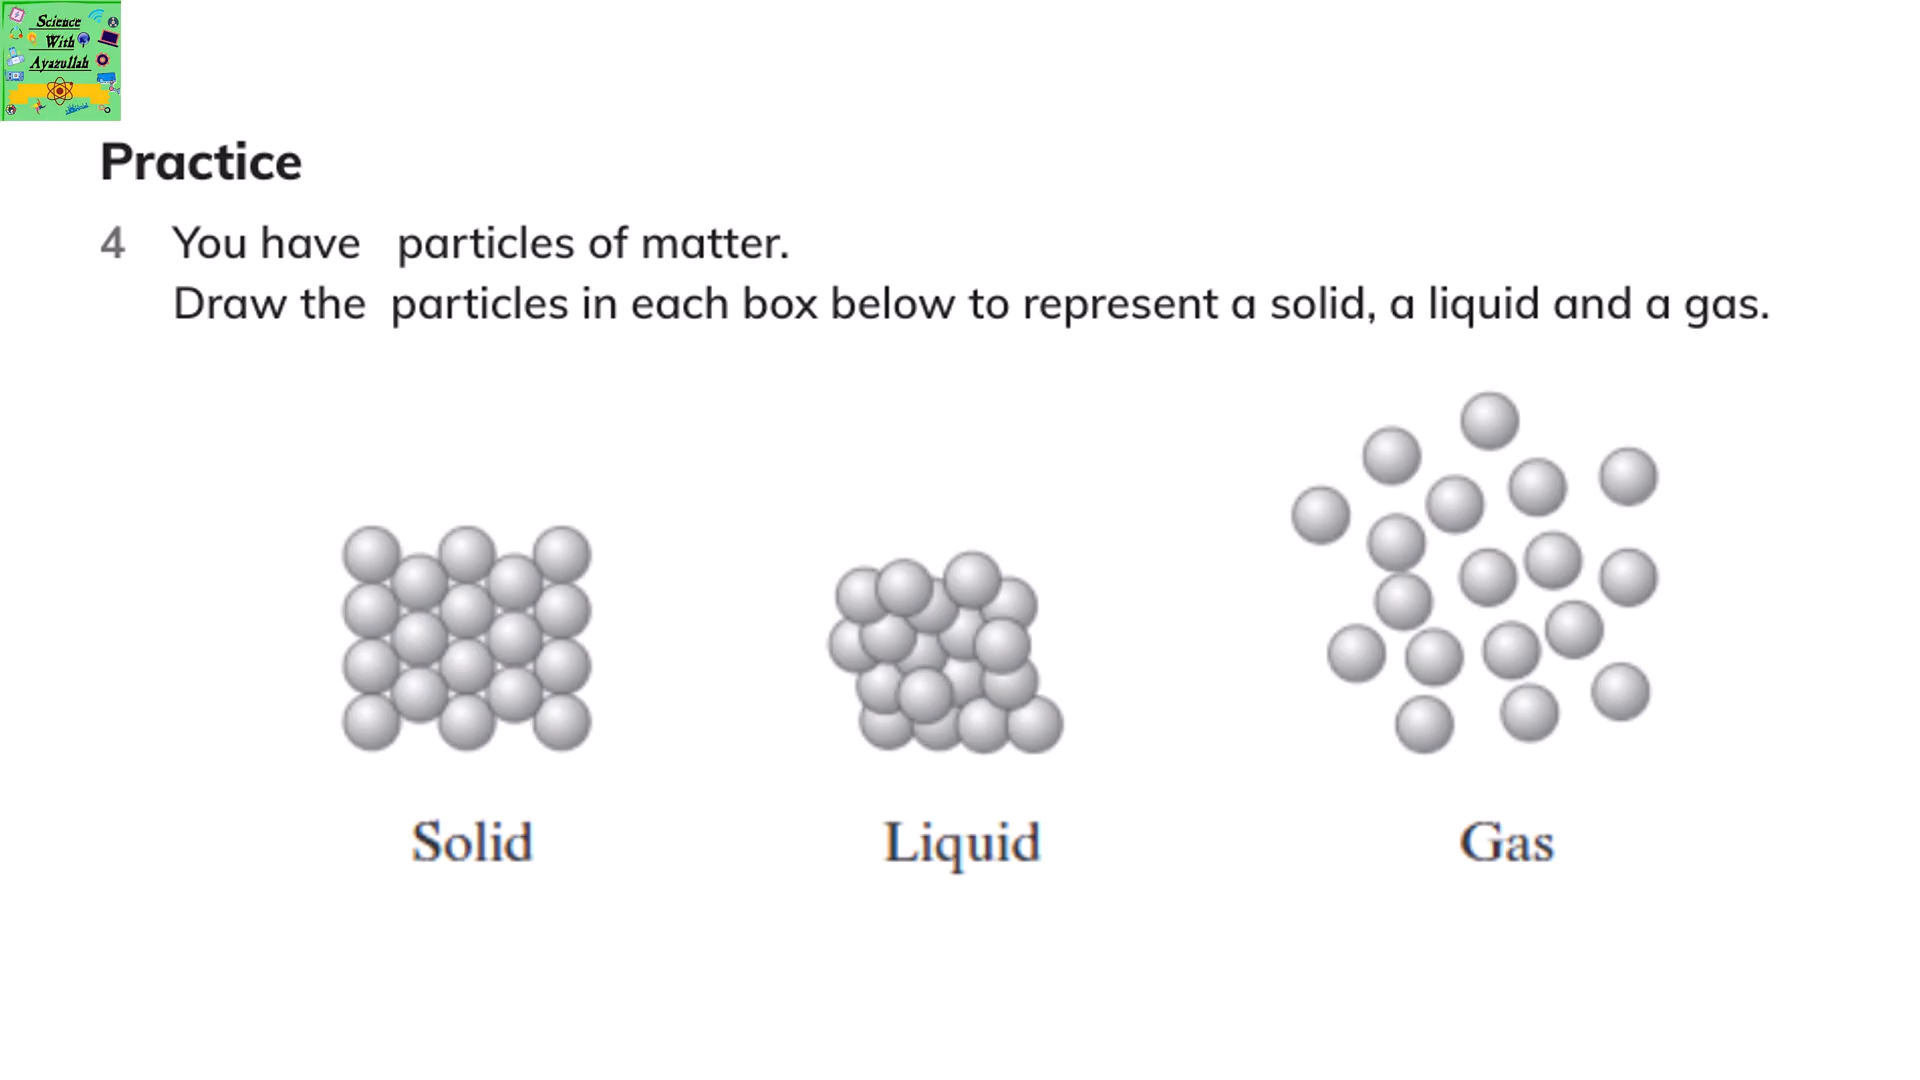 Science
With
Ayazullah
Practice
4 You have particles of matter.
Draw the particles in each box below to represent a solid, a liquid and a gas.
Solid Liquid Gas